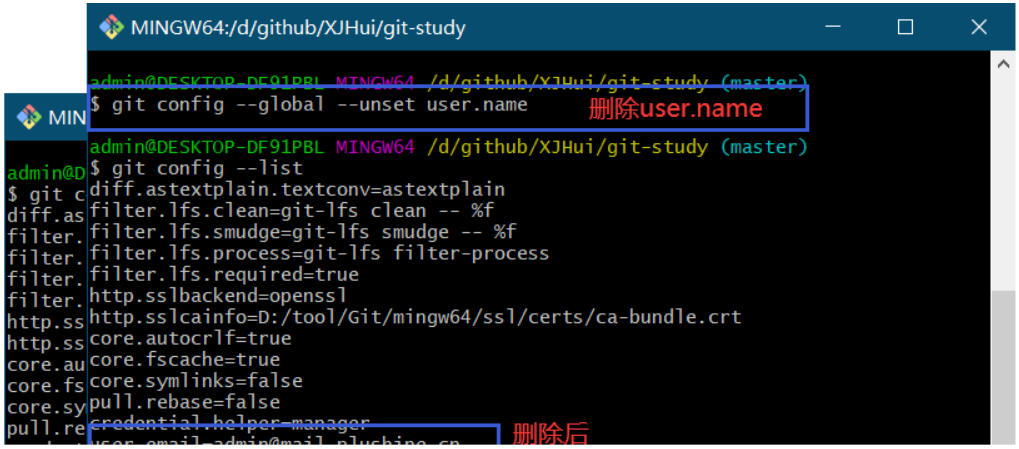 MINGW64:/d/github/XJHui/git-study
admin@DESKTOP-DF91PBL MINGW64 /d/github/XJHui/git-study (master)
$ git config --global --unset user.name 删除user.name
admin@DESKTOP-DF91PBL MINGW64 /d/github/XJHui/git-study (master)
$ git config --list
diff.astextplain.textconv=astextplain
filter.lfs.clean=git-lfs clean -- %f
filter.lfs.smudge=git-lfs smudge -- %f
filter.lfs.process=git-lfs filter-process
filter.lfs.required=true
http.sslbackend=openssl
http.sslcainfo=D:/tool/Git/mingw64/ssl/certs/ca-bundle.crt
core.autocrlf=true
core.fscache=true
core.symlinks=false
pull.rebase=false
credential.helper=manager
user.email=admin@mail.plushine.cn 删除后
MIN
admin@D
$ git c
diff.as
filter.
filter.
filter.
filter.
http.ss
http.ss
core.au
core.fs
core.sy
pull.re